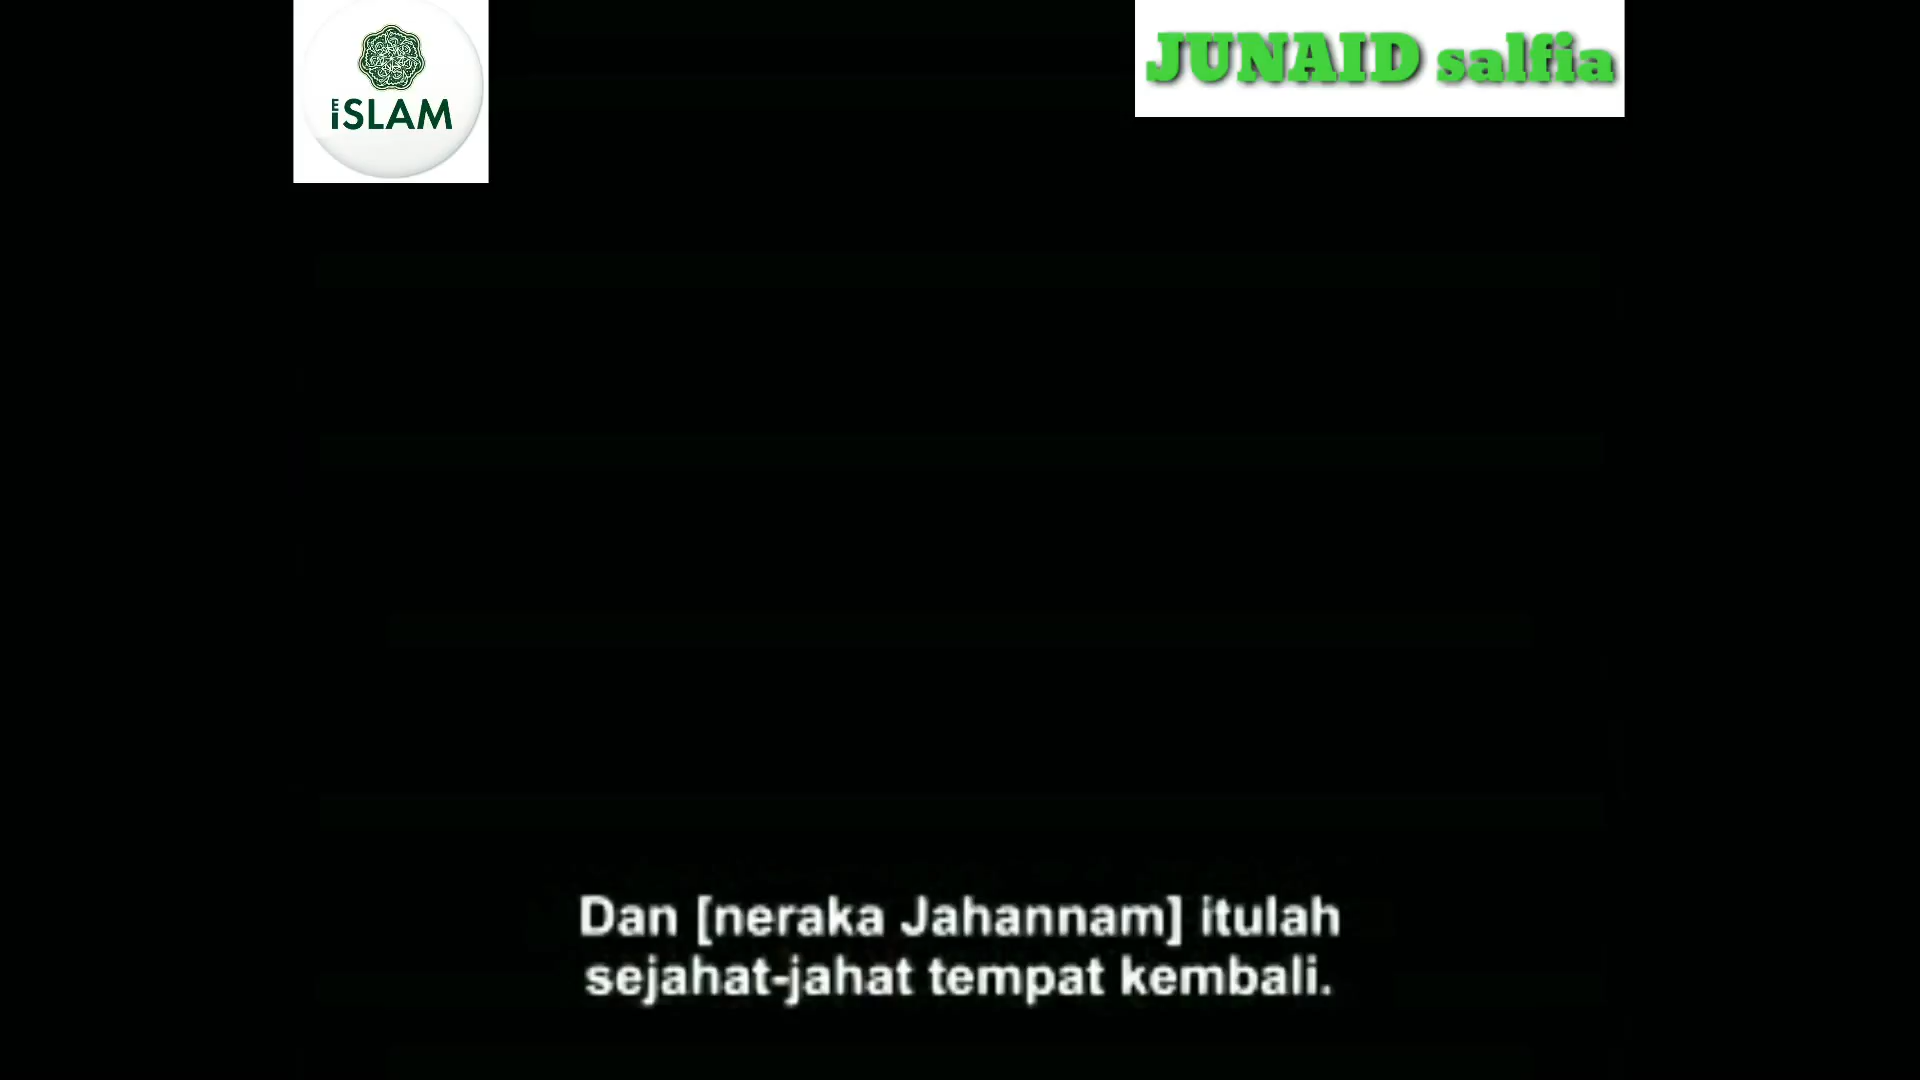 E
iSLAM
JUNAID salfia
Dan [neraka Jahannam] itulah
sejahat-jahat tempat kembali.